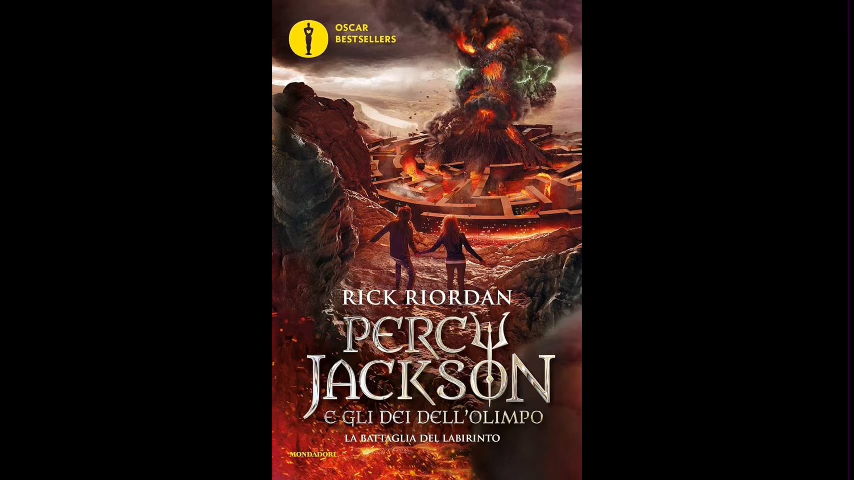 OSCAR
BESTSELLERS
RICK RIORDAN
PERCY
JACKSON
E GLI DEI DELL'OLIMPO
LA BATTAGLIA DEL LABIRINTO
MONDADORI